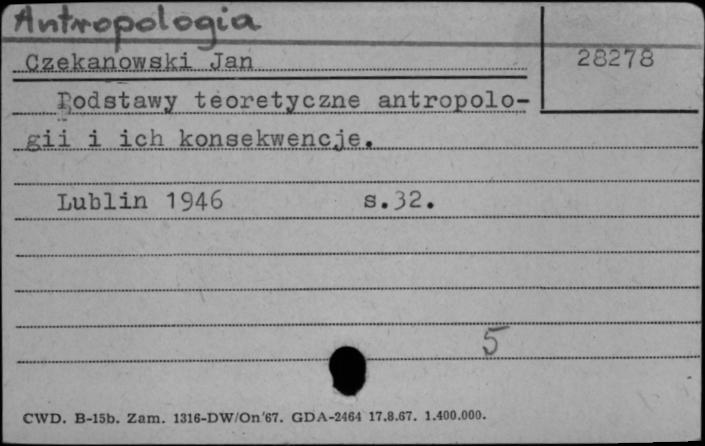 Antropologia
Czekanowski Jan 28278
Podstawy teoretyczne antropolo-
gii i ich konsekwencje.
Lublin 1946 s.32.
5
CWD. B-15b. Zam. 1316-DW/On'67. GDA-2464 17.8.67. 1.400.000.